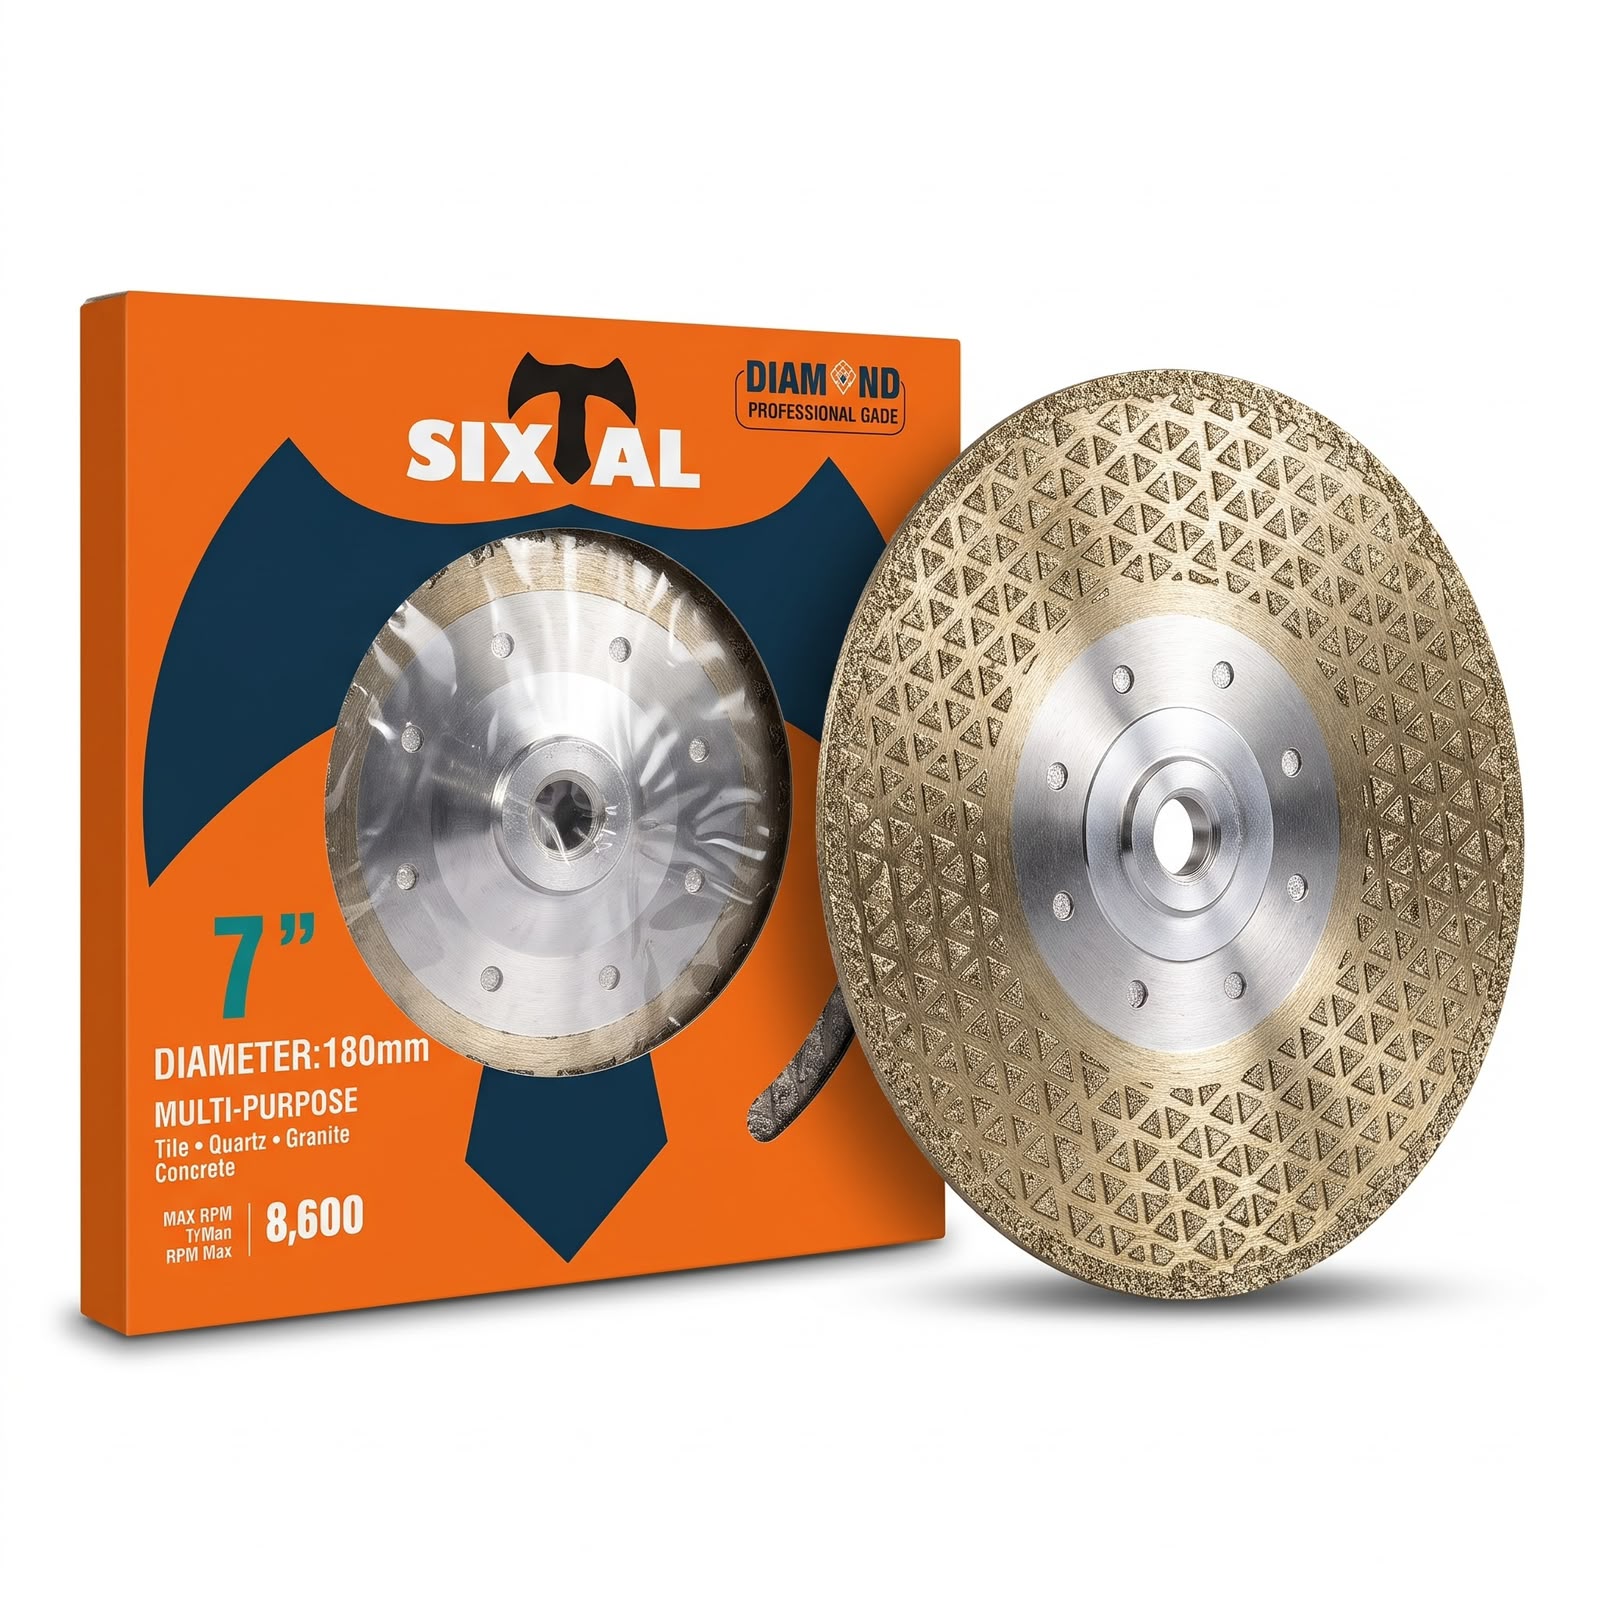 SIXTAL
DIAMOND
PROFESSIONAL GADE
7”
DIAMETER:180mm
MULTI-PURPOSE
Tile • Quartz • Granite
Concrete
MAX RPM
TyMan
RPM Max
8,600